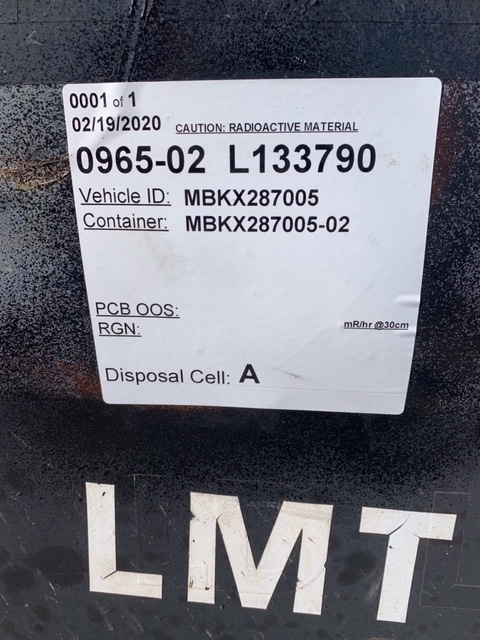 0001 of 1
02/19/2020 CAUTION: RADIOACTIVE MATERIAL
0965-02 L133790
Vehicle ID: MBKX287005
Container: MBKX287005-02
PCB OOS:
RGN: mR/hr @30cm
Disposal Cell: A
LMT